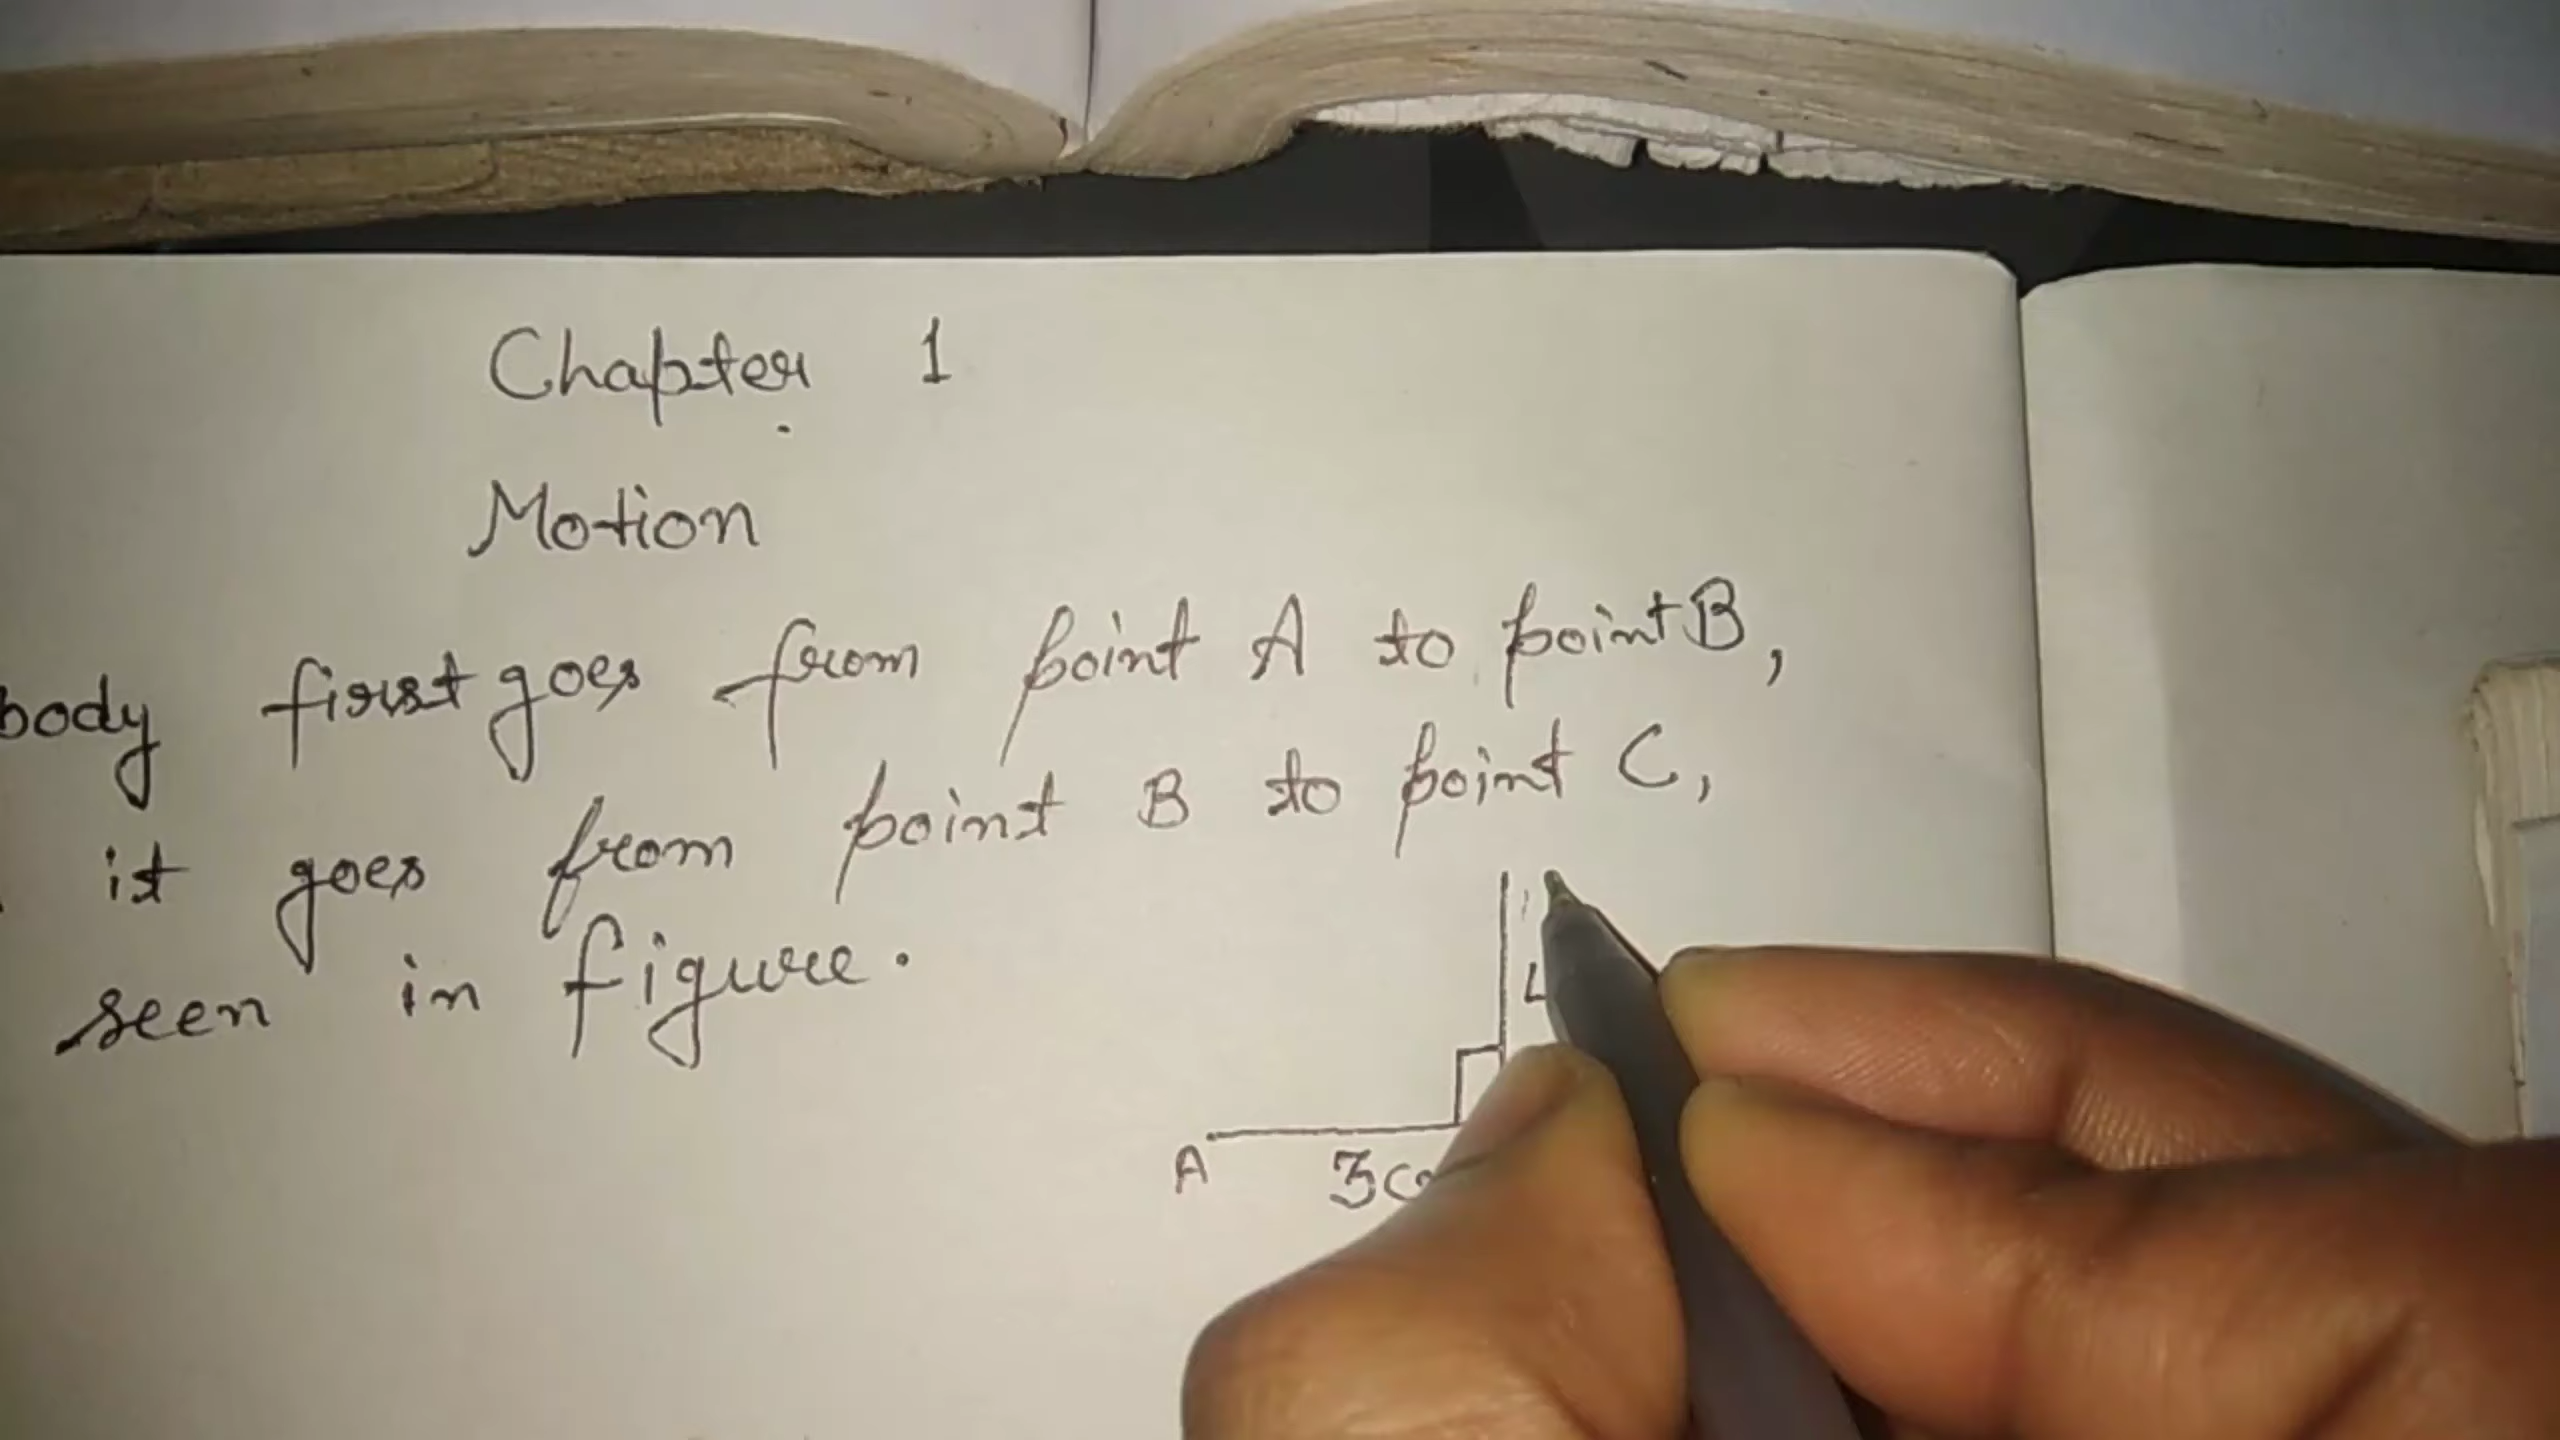 Chapter 1
Motion
body first goes from point A to point B,
it goes from point B to point C,
seen in figure.
A